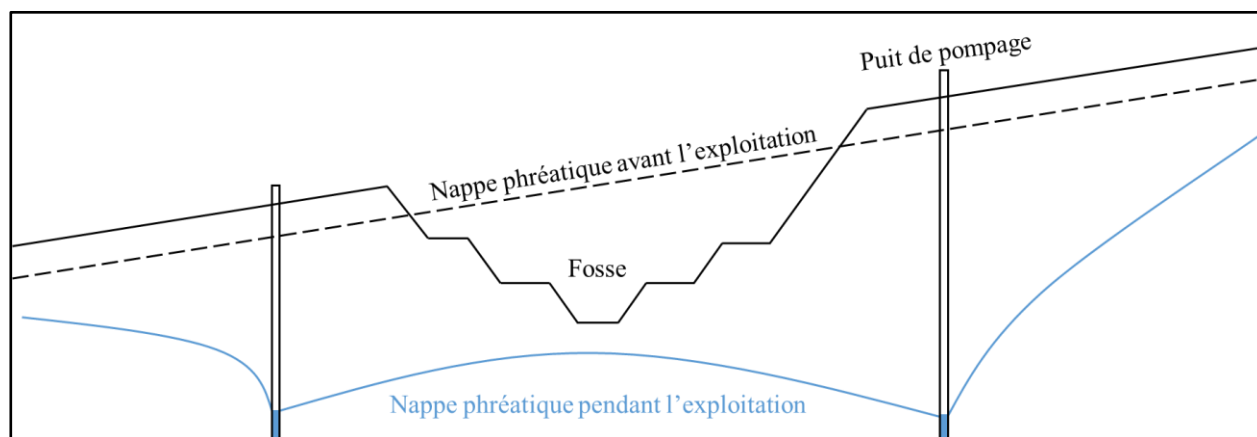 Puit de pompage
Nappe phréatique avant l'exploitation
Fosse
Nappe phréatique pendant l'exploitation